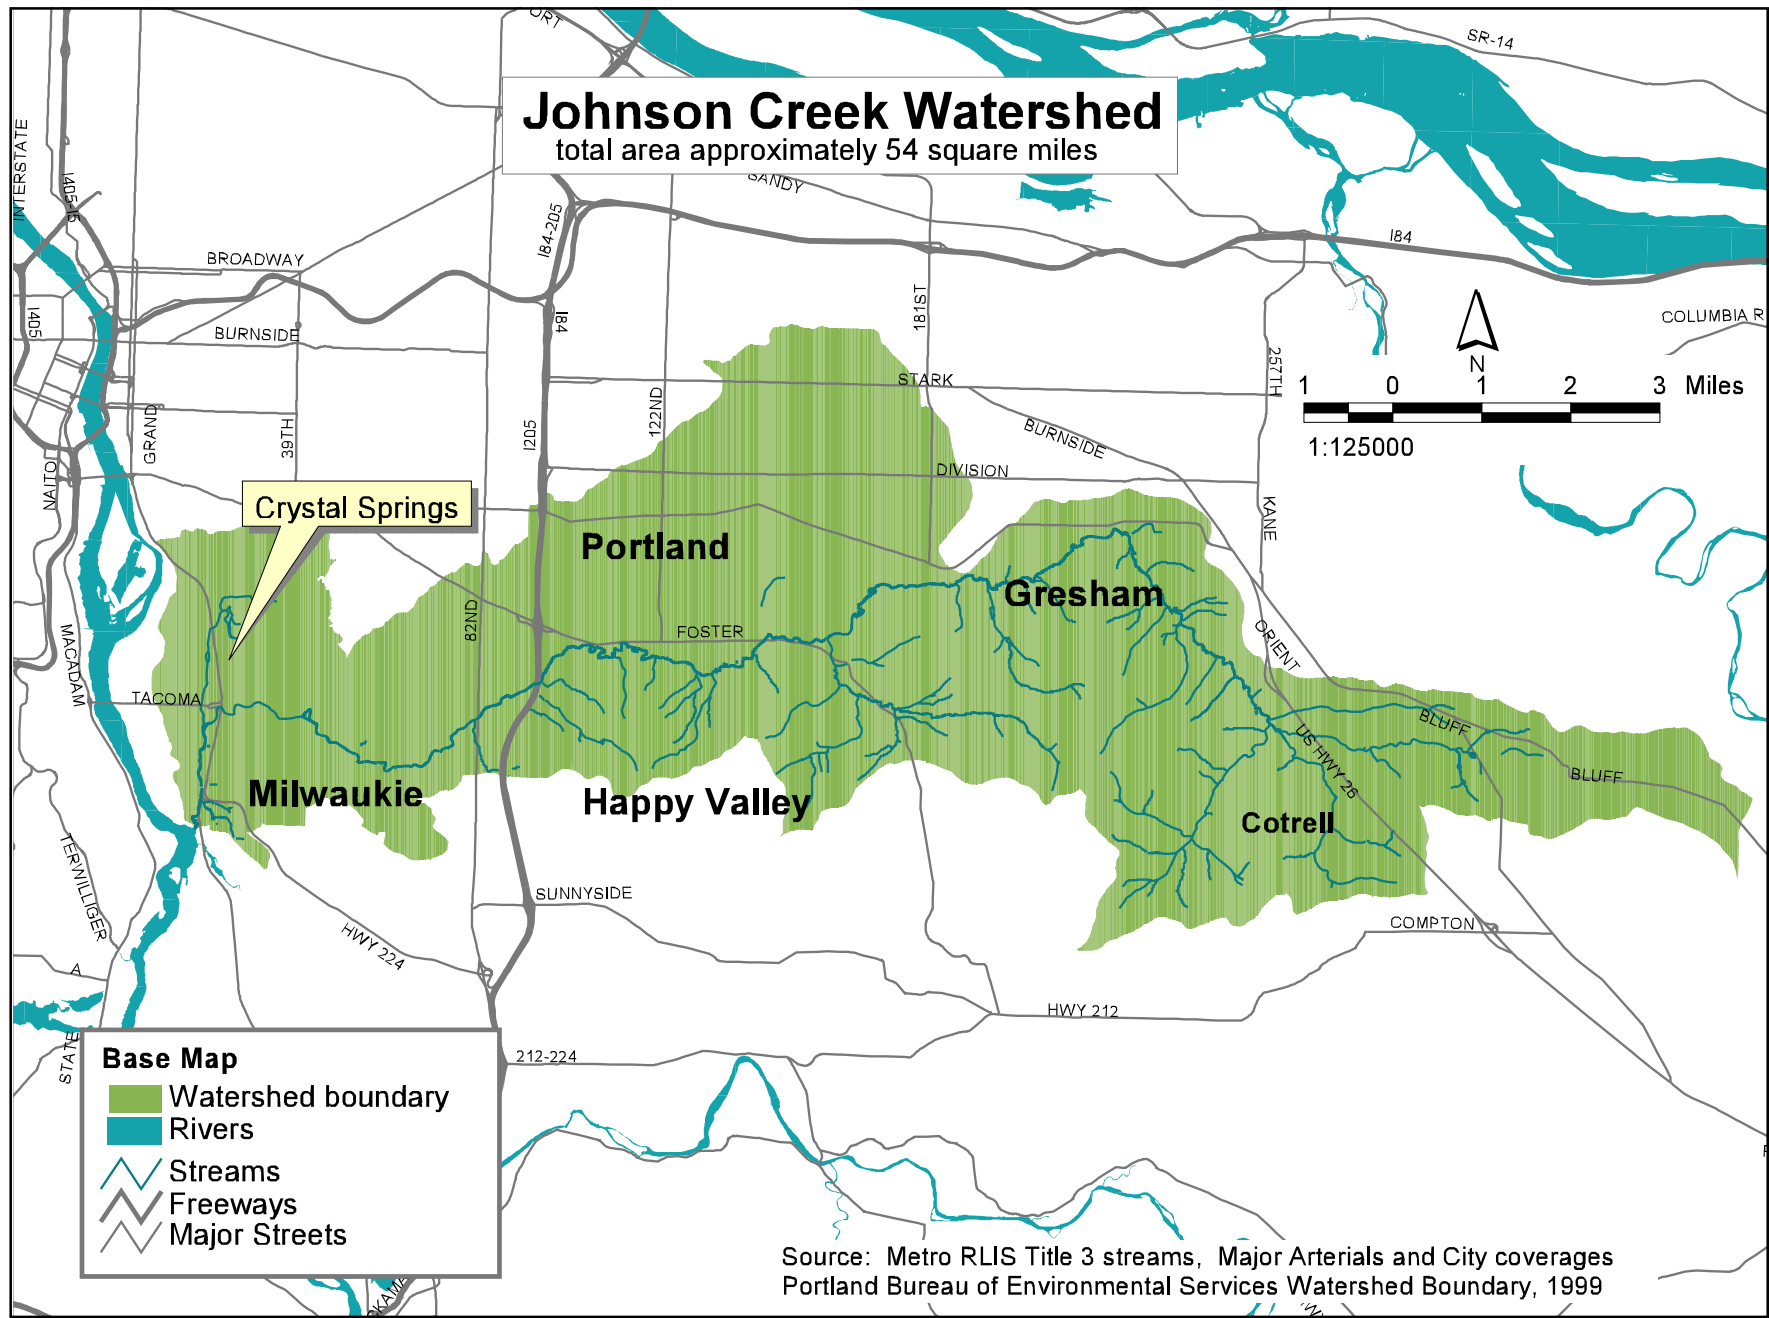 ORT
SR-14
Johnson Creek Watershed
total area approximately 54 square miles
INTERSTATE
I405-I5
SANDY
I84-205
I84
BROADWAY
I405
BURNSIDE
I84
181ST
COLUMBIA R
N
257TH
STARK
1 0 1 2 3 Miles
1:125000
GRAND
39TH
I205
122ND
BURNSIDE
DIVISION
NAITO
Crystal Springs
KANE
Portland
Gresham
MACADAM
82ND
FOSTER
ORIENT
TACOMA
BLUFF
US HWY 26
BLUFF
Milwaukie
Happy Valley
Cotrell
TERWILLIGER
SUNNYSIDE
HWY 224
COMPTON
A
HWY 212
STATE
212-224
Base Map
Watershed boundary
Rivers
Streams
Freeways
Major Streets
Source: Metro RLIS Title 3 streams, Major Arterials and City coverages
Portland Bureau of Environmental Services Watershed Boundary, 1999